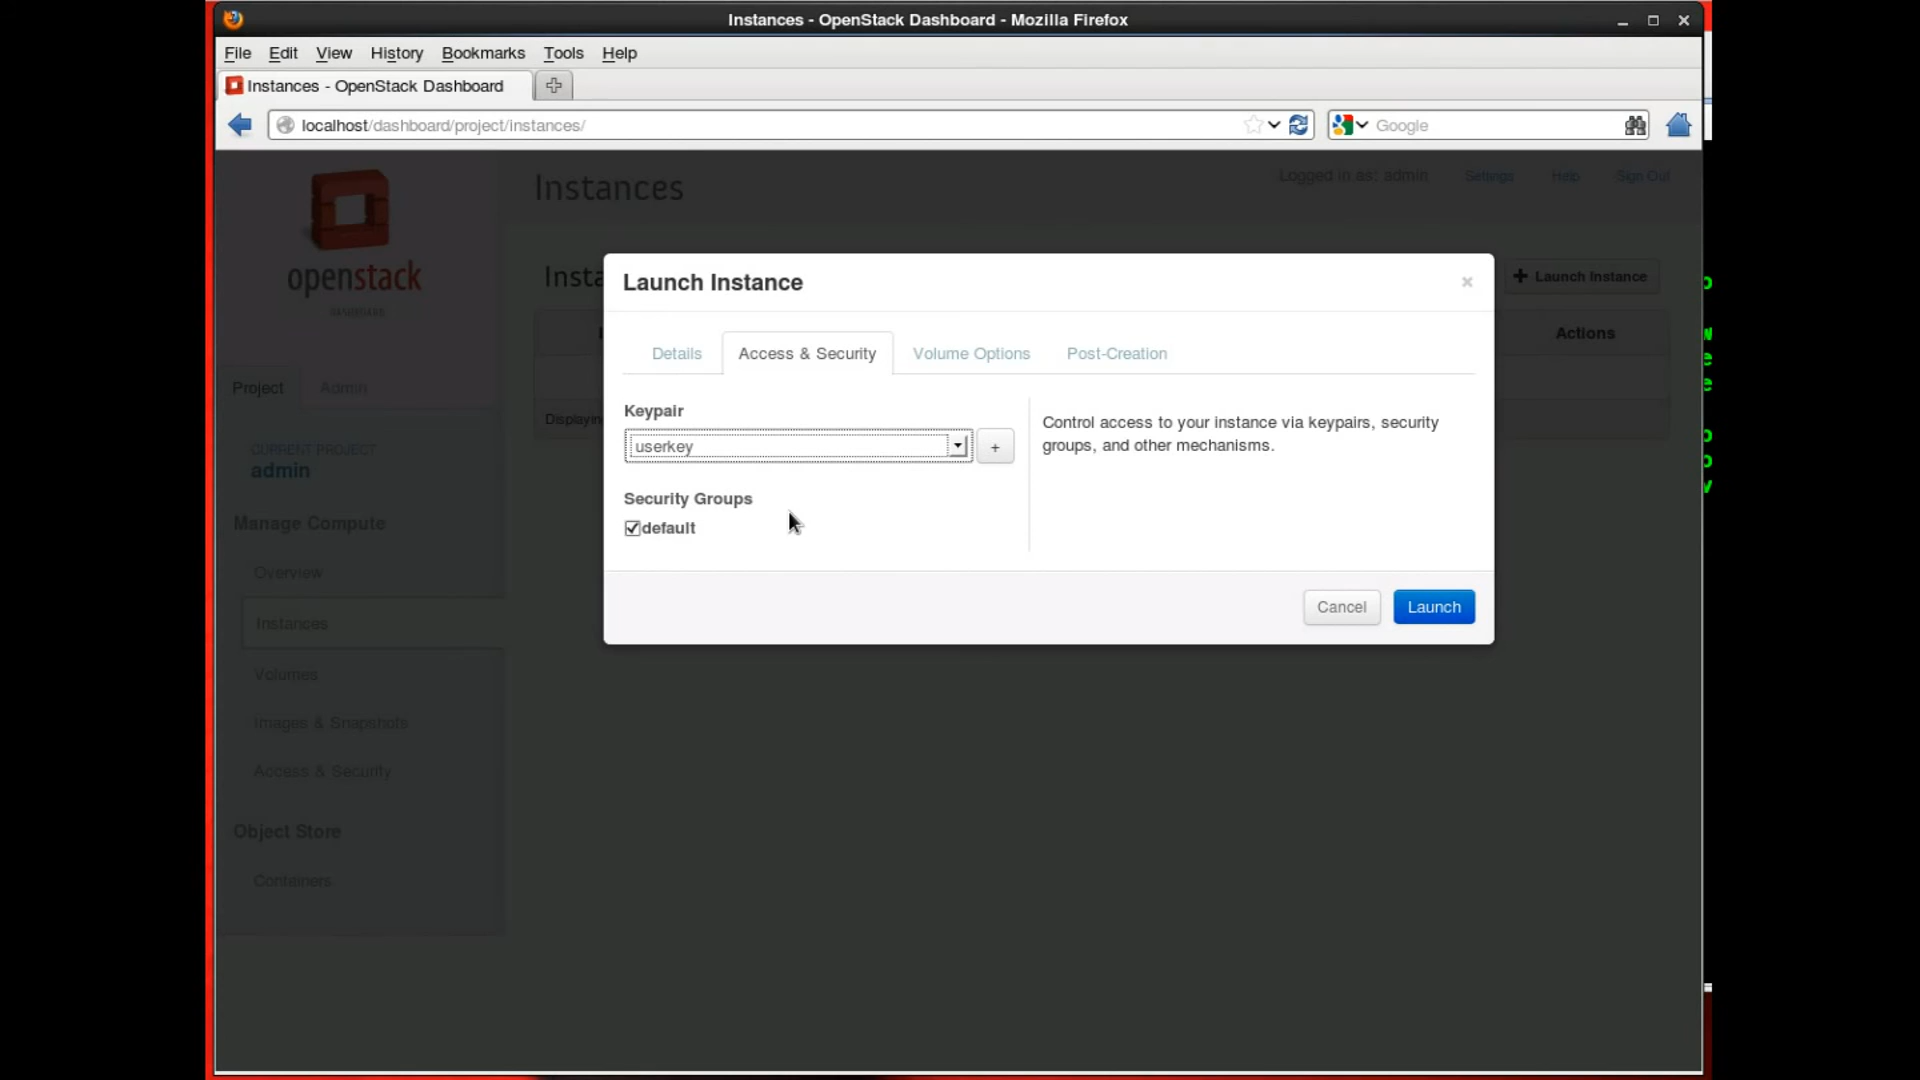 Instances - OpenStack Dashboard - Mozilla Firefox
File Edit View History Bookmarks Tools Help
Instances - OpenStack Dashboard
localhost/dashboard/project/instances/
Google
openstack
DASHBOARD
Instances
Logged in as: admin Settings Help Sign Out
Insta
Launch Instance
Actions
Displayin
Project Admin
CURRENT PROJECT
admin
Manage Compute
Overview
Instances
Volumes
Images & Snapshots
Access & Security
Object Store
Containers
Launch Instance
Details Access & Security Volume Options Post-Creation
Keypair
userkey
+
Security Groups
default
Control access to your instance via keypairs, security
groups, and other mechanisms.
Cancel Launch